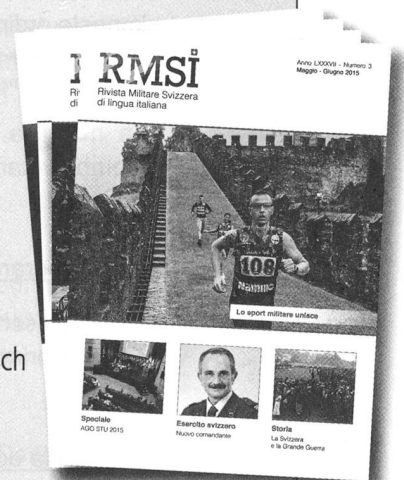 RMSI
Rivista Militare Svizzera
di lingua italiana
Anno LXXXVII - Numero 3
Maggio - Giugno 2015
108
Lo sport militare unisce
Speciale
AGO STU 2015
Esercito svizzero
Nuovo comandante
Storia
La Svizzera
e la Grande Guerra
ch